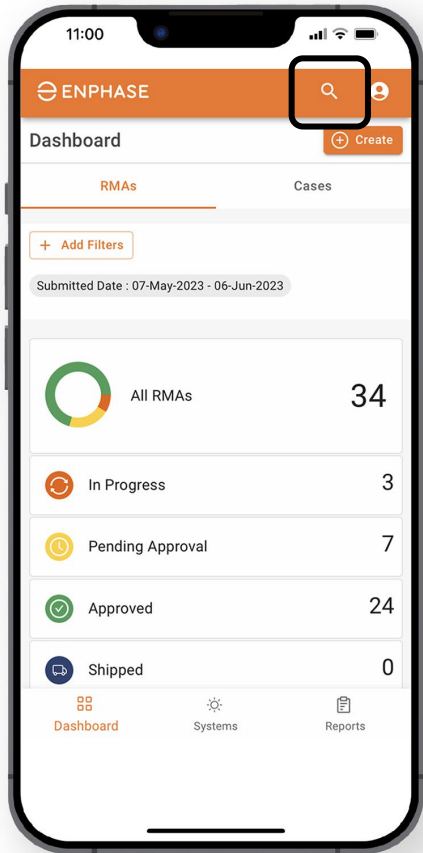 11:00
ENPHASE
Dashboard
Create
RMAs Cases
+ Add Filters
Submitted Date : 07-May-2023 - 06-Jun-2023
All RMAs 34
In Progress 3
Pending Approval 7
Approved 24
Shipped 0
Dashboard Systems Reports